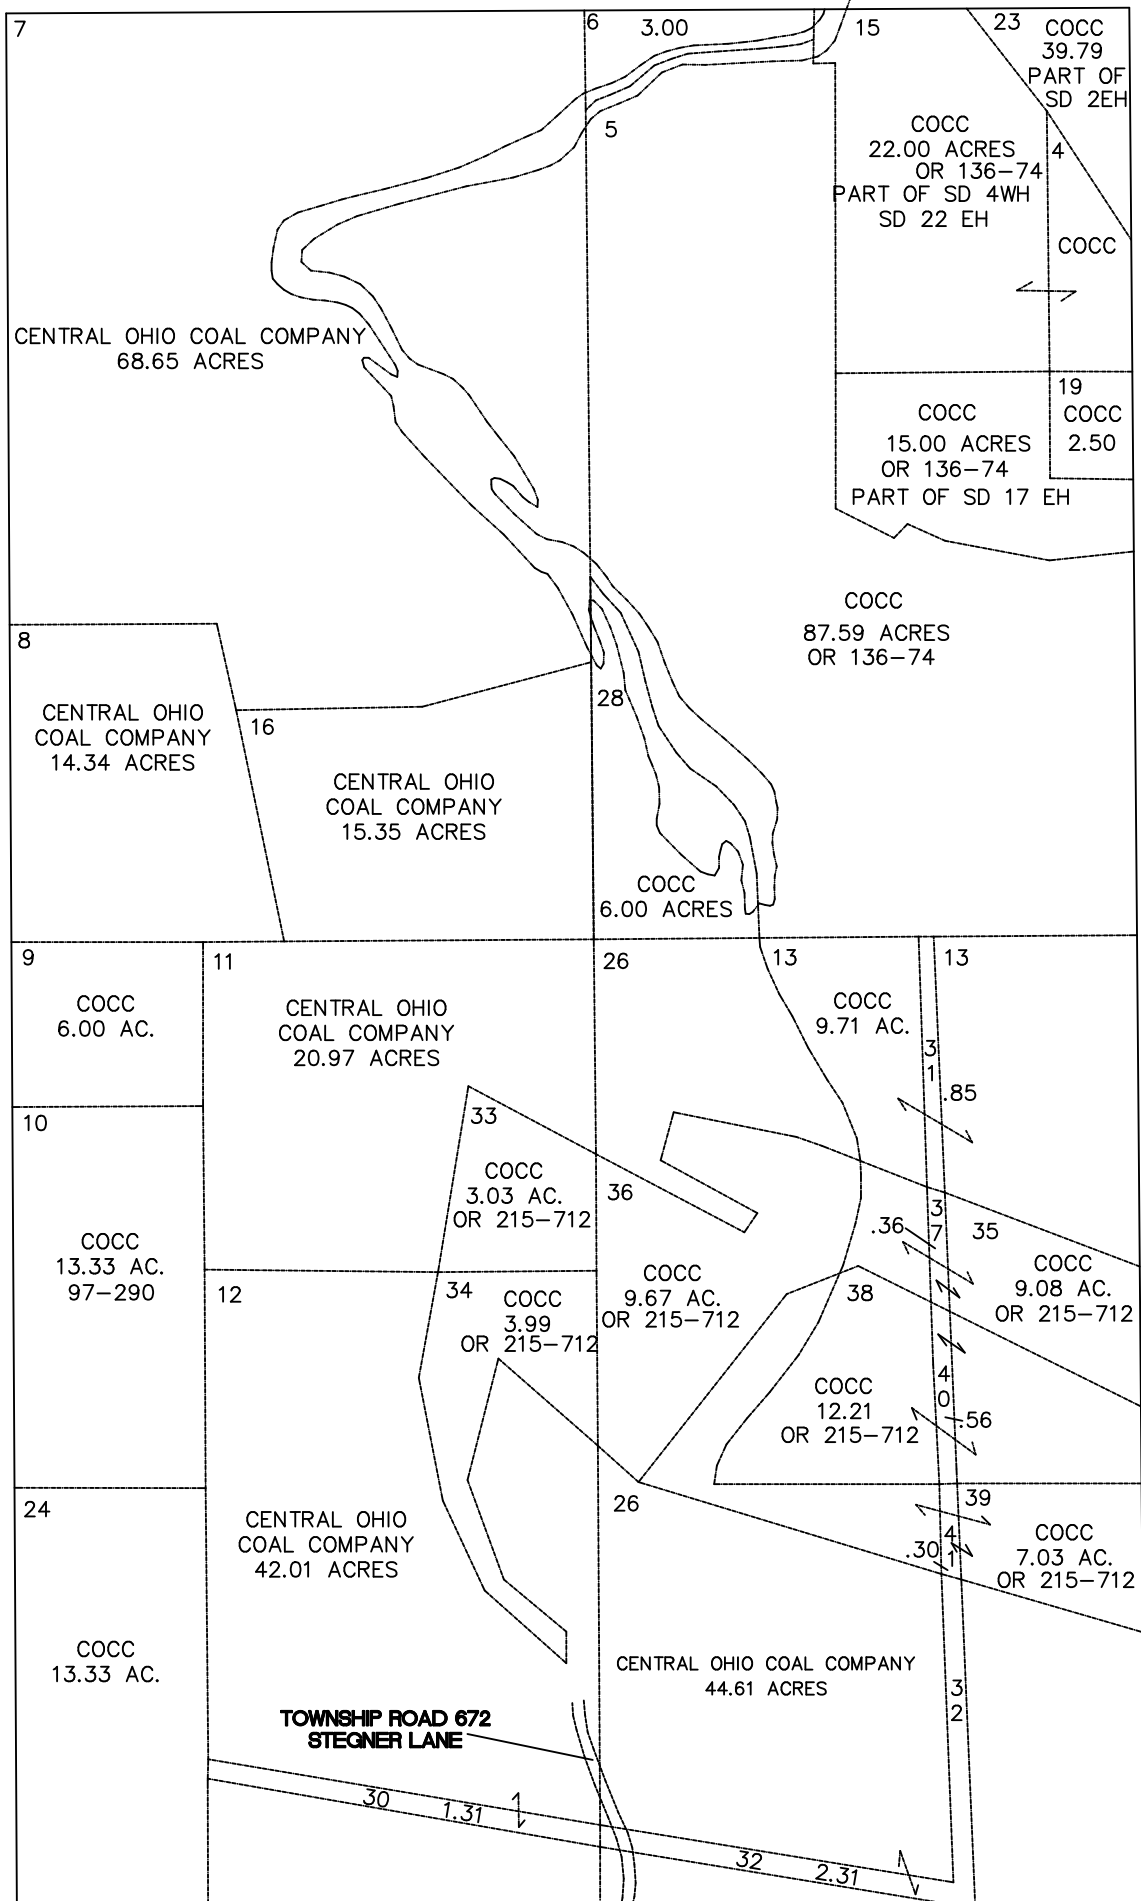 7
6
3.00
15
23
COCC
39.79
PART OF
SD 2EH
5
COCC
22.00 ACRES
OR 136-74
PART OF SD 4WH
SD 22 EH
4
COCC
CENTRAL OHIO COAL COMPANY
68.65 ACRES
19
COCC
2.50
COCC
15.00 ACRES
OR 136-74
PART OF SD 17 EH
COCC
87.59 ACRES
OR 136-74
8
CENTRAL OHIO
COAL COMPANY
14.34 ACRES
16
CENTRAL OHIO
COAL COMPANY
15.35 ACRES
28
COCC
6.00 ACRES
9
COCC
6.00 AC.
11
CENTRAL OHIO
COAL COMPANY
20.97 ACRES
26
13
COCC
9.71 AC.
13
31
.85
10
COCC
13.33 AC.
97-290
33
COCC
3.03 AC.
OR 215-712
36
COCC
9.67 AC.
OR 215-712
37
.36
35
COCC
9.08 AC.
OR 215-712
12
34
COCC
3.99
OR 215-712
38
COCC
12.21
OR 215-712
40
.56
24
COCC
13.33 AC.
CENTRAL OHIO
COAL COMPANY
42.01 ACRES
26
39
41
.30
COCC
7.03 AC.
OR 215-712
CENTRAL OHIO COAL COMPANY
44.61 ACRES
32
TOWNSHIP ROAD 672
STEGNER LANE
30
1.31
32
2.31